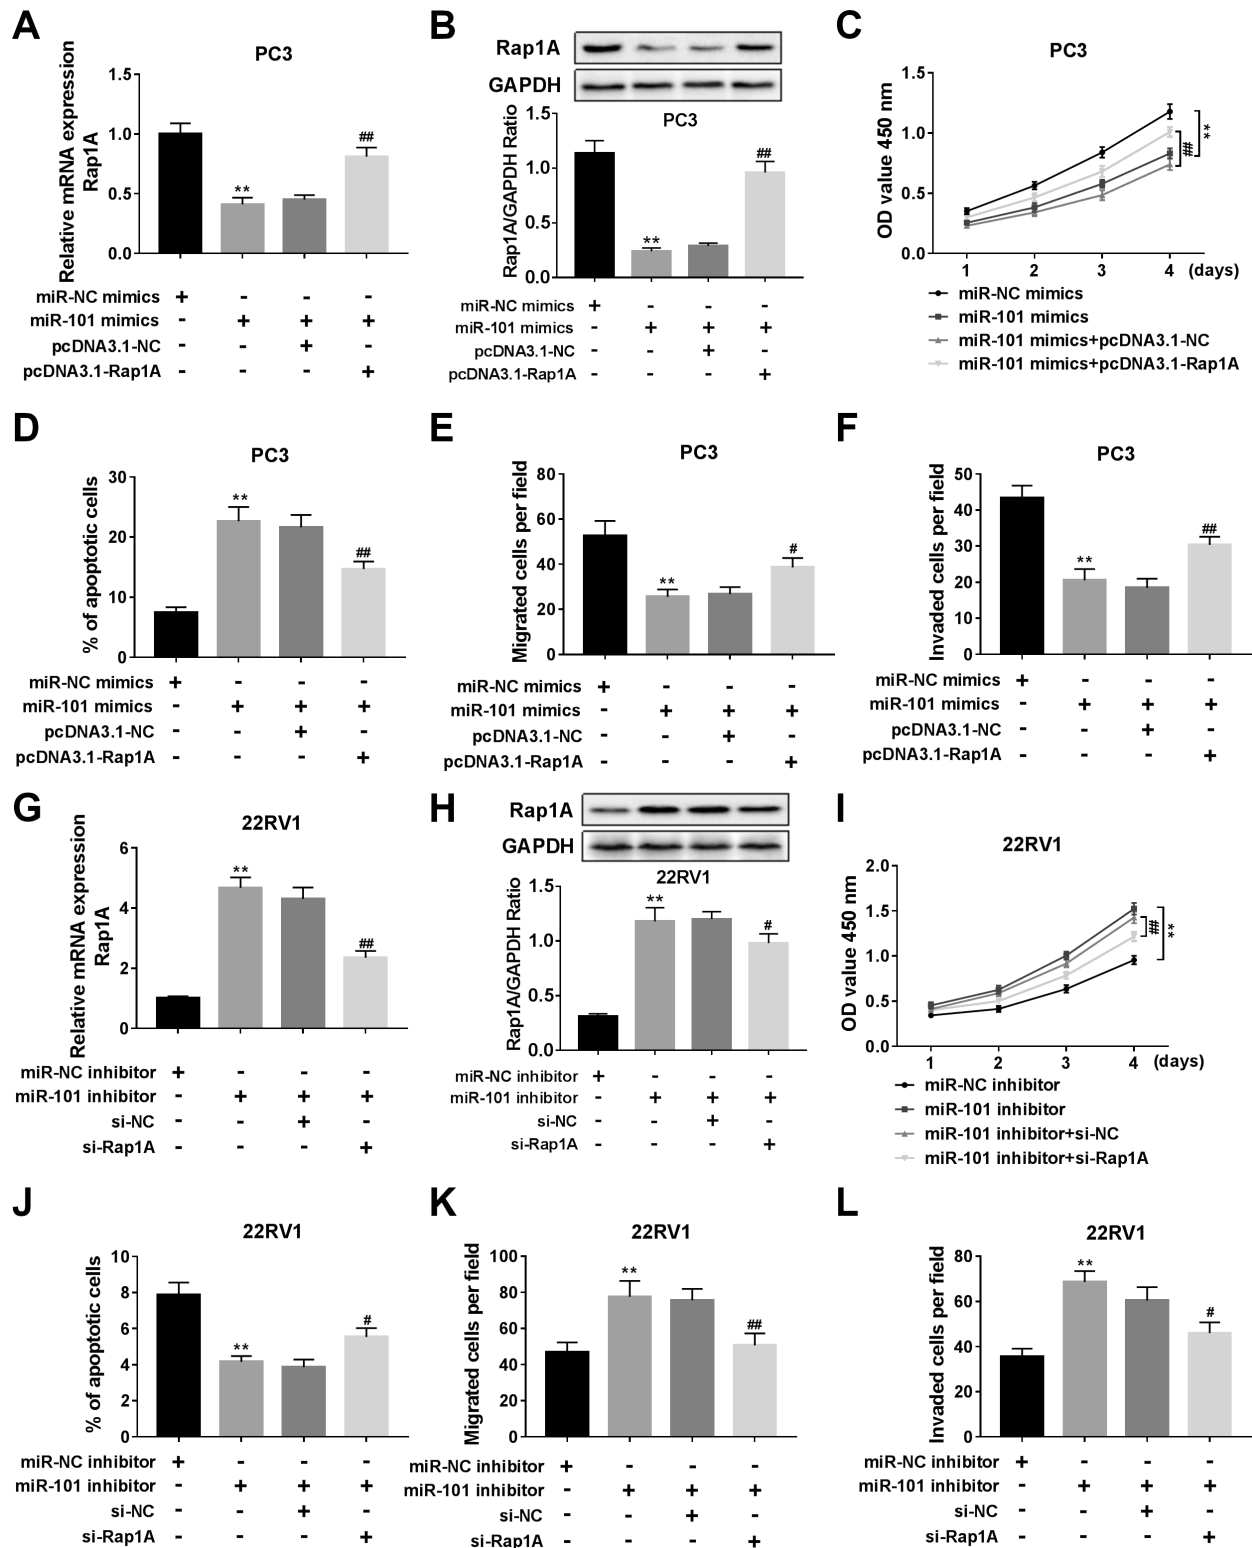 A
PC3
Relative mRNA expression
Rap1A
1.5
1.0
0.5
0.0
**
##
miR-NC mimics + - - -
miR-101 mimics - + + +
pcDNA3.1-NC - - + -
pcDNA3.1-Rap1A - - - +
B
Rap1A
GAPDH
PC3
Rap1A/GAPDH Ratio
1.5
1.0
0.5
0.0
**
##
miR-NC mimics + - - -
miR-101 mimics - + + +
pcDNA3.1-NC - - + -
pcDNA3.1-Rap1A - - - +
C
PC3
OD value 450 nm
1.5
1.0
0.5
0.0
##
**
1 2 3 4 (days)
miR-NC mimics
miR-101 mimics
miR-101 mimics+pcDNA3.1-NC
miR-101 mimics+pcDNA3.1-Rap1A
D
PC3
% of apoptotic cells
30
20
10
0
**
##
miR-NC mimics + - - -
miR-101 mimics - + + +
pcDNA3.1-NC - - + -
pcDNA3.1-Rap1A - - - +
E
PC3
Migrated cells per field
80
60
40
20
0
**
#
miR-NC mimics + - - -
miR-101 mimics - + + +
pcDNA3.1-NC - - + -
pcDNA3.1-Rap1A - - - +
F
PC3
Invaded cells per field
50
40
30
20
10
0
**
##
miR-NC mimics + - - -
miR-101 mimics - + + +
pcDNA3.1-NC - - + -
pcDNA3.1-Rap1A - - - +
G
22RV1
Relative mRNA expression
Rap1A
6
4
2
0
**
##
miR-NC inhibitor + - - -
miR-101 inhibitor - + + +
si-NC - - + -
si-Rap1A - - - +
H
Rap1A
GAPDH
22RV1
Rap1A/GAPDH Ratio
1.5
1.0
0.5
0.0
**
#
miR-NC inhibitor + - - -
miR-101 inhibitor - + + +
si-NC - - + -
si-Rap1A - - - +
I
22RV1
OD value 450 nm
2.0
1.5
1.0
0.5
0.0
##
**
1 2 3 4 (days)
miR-NC inhibitor
miR-101 inhibitor
miR-101 inhibitor+si-NC
miR-101 inhibitor+si-Rap1A
J
22RV1
% of apoptotic cells
10
8
6
4
2
0
**
#
miR-NC inhibitor + - - -
miR-101 inhibitor - + + +
si-NC - - + -
si-Rap1A - - - +
K
22RV1
Migrated cells per field
100
80
60
40
20
0
**
##
miR-NC inhibitor + - - -
miR-101 inhibitor - + + +
si-NC - - + -
si-Rap1A - - - +
L
22RV1
Invaded cells per field
80
60
40
20
0
**
#
miR-NC inhibitor + - - -
miR-101 inhibitor - + + +
si-NC - - + -
si-Rap1A - - - +